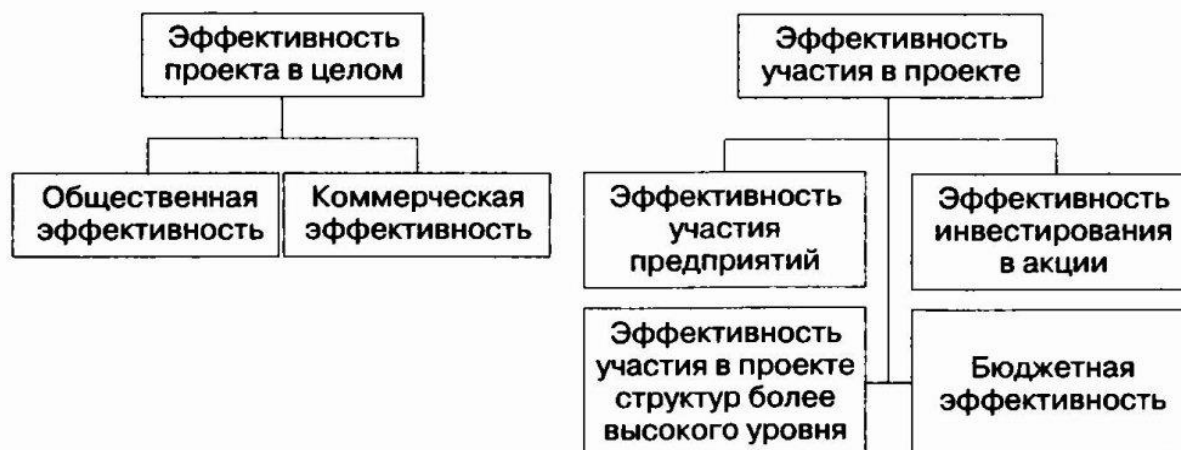 Эффективность
проекта в целом
Общественная
эффективность
Коммерческая
эффективность
Эффективность
участия в проекте
Эффективность
участия
предприятий
Эффективность
инвестирования
в акции
Эффективность
участия в проекте
структур более
высокого уровня
Бюджетная
эффективность